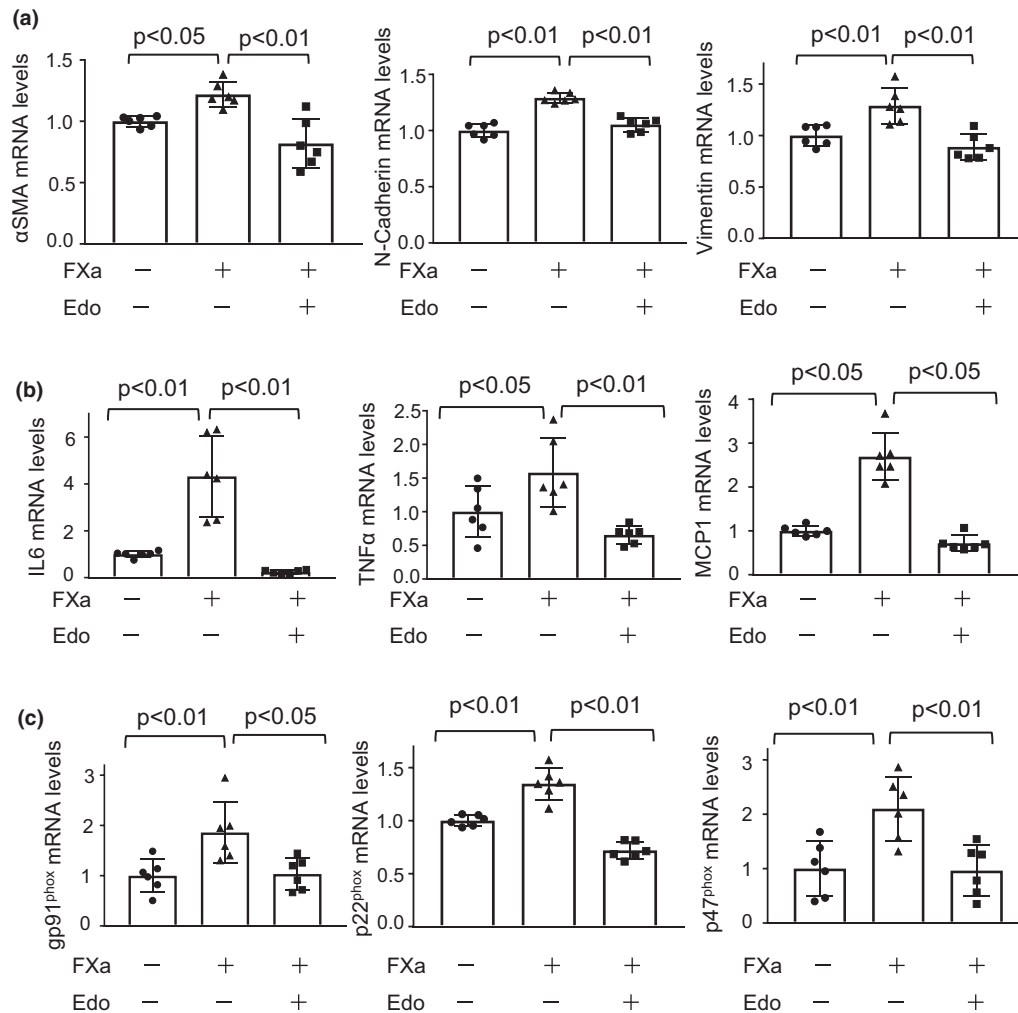 (a)
p<0.05 p<0.01
αSMA mRNA levels
1.5
1.0
0.5
0.0
FXa − + +
Edo − − +
p<0.01 p<0.01
N-Cadherin mRNA levels
1.5
1.0
0.5
0.0
− + +
− − +
p<0.01 p<0.01
Vimentin mRNA levels
1.5
1.0
0.5
0.0
FXa − + +
Edo − − +
(b)
p<0.01 p<0.01
IL6 mRNA levels
6
4
2
0
FXa − + +
Edo − − +
p<0.05 p<0.01
TNFα mRNA levels
2.5
2.0
1.5
1.0
0.5
0.0
− + +
− − +
p<0.05 p<0.05
MCP1 mRNA levels
4
3
2
1
0
FXa − + +
Edo − − +
(c)
p<0.01 p<0.05
gp91phox mRNA levels
3
2
1
0
FXa − + +
Edo − − +
p<0.01 p<0.01
p22phox mRNA levels
1.5
1.0
0.5
0.0
− + +
− − +
p<0.01 p<0.01
p47phox mRNA levels
3
2
1
0
FXa − + +
Edo − − +